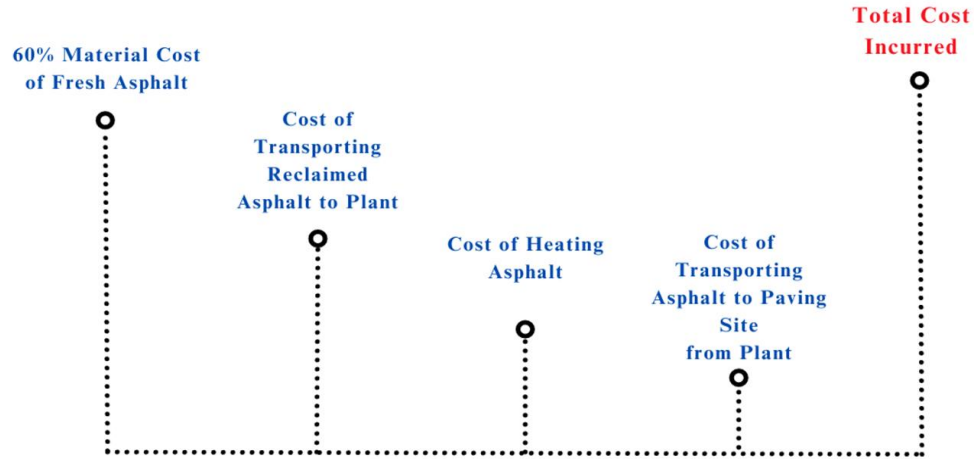 60% Material Cost
of Fresh Asphalt
Cost of
Transporting
Reclaimed
Asphalt to Plant
Cost of Heating
Asphalt
Cost of
Transporting
Asphalt to Paving
Site
from Plant
Total Cost
Incurred